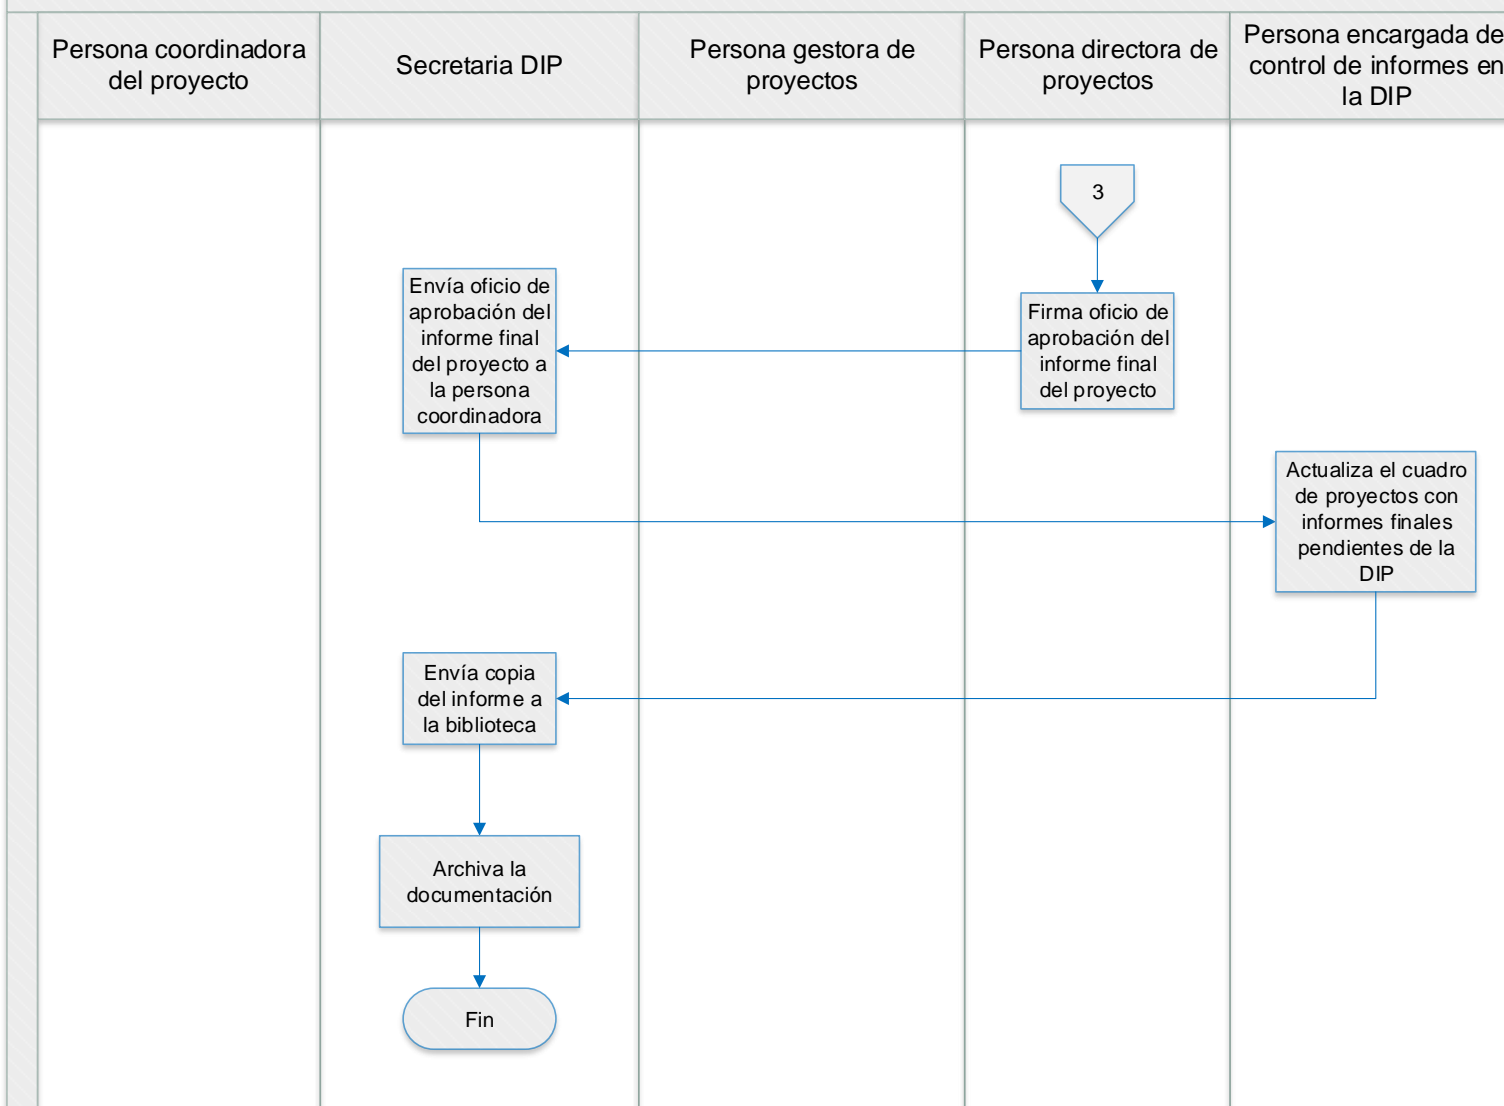 Persona coordinadora
del proyecto
Secretaria DIP
Persona gestora de
proyectos
Persona directora de
proyectos
Persona encargada de
control de informes en
la DIP
3
Envía oficio de
aprobación del
informe final
del proyecto a
la persona
coordinadora
Firma oficio de
aprobación del
informe final
del proyecto
Actualiza el cuadro
de proyectos con
informes finales
pendientes de la
DIP
Envía copia
del informe a
la biblioteca
Archiva la
documentación
Fin